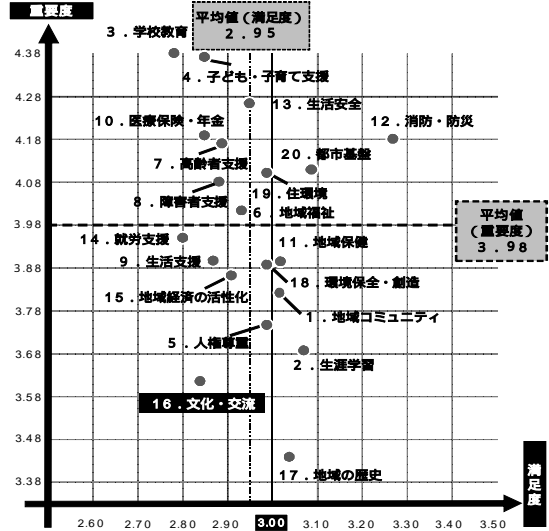 重要度
平均値（満足度）
２．９５
３．学校教育
4.38
４．子ども・子育て支援
4.28
１３．生活安全
１０．医療保険・年金
１２．消防・防災
4.18
２０．都市基盤
７．高齢者支援
4.08
１９．住環境
８．障害者支援
６．地域福祉
平均値
（重要度）
３．９８
3.98
１４．就労支援
１１．地域保健
９．生活支援
3.88
１８．環境保全・創造
１５．地域経済の活性化
3.78
１．地域コミュニティ
５．人権尊重
3.68
２．生涯学習
3.58
１６．文化・交流
3.48
１７．地域の歴史
3.38
満足度
2.60 2.70 2.80 2.90 3.00 3.10 3.20 3.30 3.40 3.50